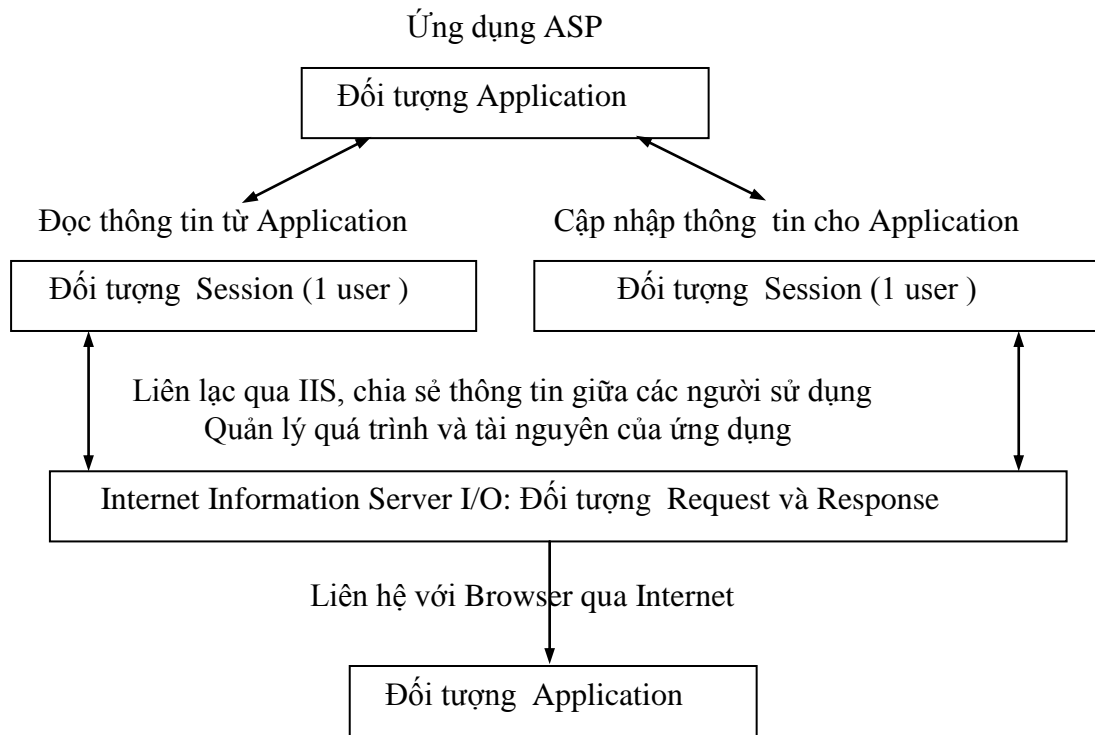 Ứng dụng ASP
Đối tượng Application
Đọc thông tin từ Application
Cập nhập thông tin cho Application
Đối tượng Session (1 user )
Đối tượng Session (1 user )
Liên lạc qua IIS, chia sẻ thông tin giữa các người sử dụng
Quản lý quá trình và tài nguyên của ứng dụng
Internet Information Server I/O: Đối tượng Request và Response
Liên hệ với Browser qua Internet
Đối tượng Application